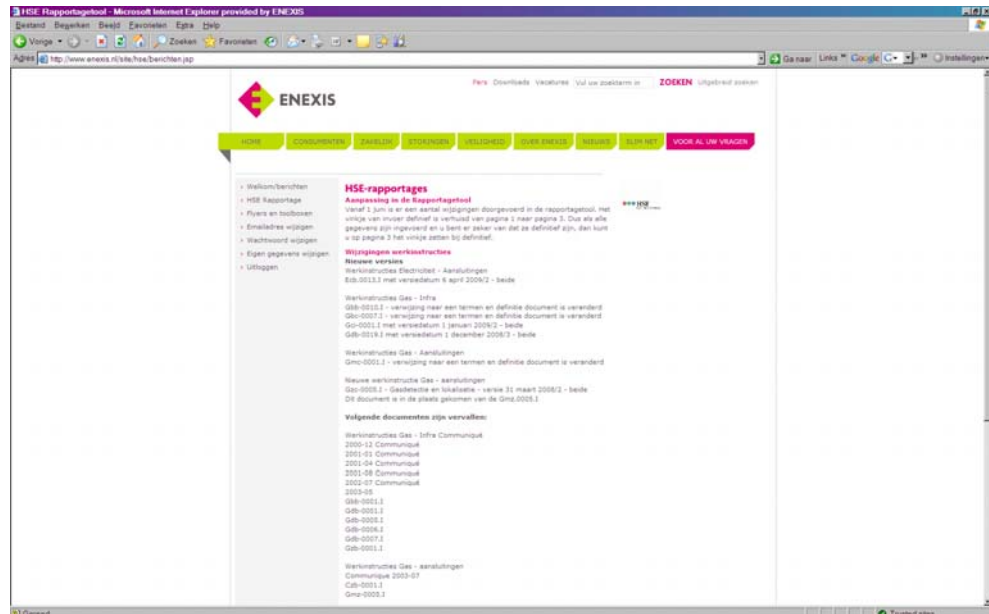 HSE Rapportagetool - Microsoft Internet Explorer provided by ENEXIS
Bestand Bewerken Beeld Favorieten Extra Help
Vorige Zoeken Favorieten
Adres http://www.enexis.nl/site/hse/berichten.jsp Ga naar Links Google Instellingen
Pers Downloads Vacatures Vul uw zoekterm in ZOEKEN Uitgebreid zoeken
ENEXIS
HOME CONSUMENTEN ZAKELIJK STORINGEN VEILIGHEID OVER ENEXIS NIEUWS SLIM NET VOOR AL UW VRAGEN
Welkom/berichten
HSE Rapportage
Flyers en toolboxen
Emailadres wijzigen
Wachtwoord wijzigen
Eigen gegevens wijzigen
Uitloggen
HSE-rapportages
Aanpassing in de Rapportagetool
Vanaf 1 juni is er een aantal wijzigingen doorgevoerd in de rapportagetool. Het
vinkje van invoer definief is verhuisd van pagina 1 naar pagina 3. Dus als alle
gegevens zijn ingevoerd en u bent er zeker van dat ze definitief zijn, dan kunt
u op pagina 3 het vinkje zetten bij definitief.
HSE
Wijzigingen werkinstructies
Nieuwe versies
Werkinstructies Electriciteit - Aansluitingen
Ecb.0013.I met versiedatum 6 april 2009/2 - beide
Werkinstructies Gas - Infra
Gbb-0010.I - verwijzing naar een termen en definitie document is veranderd
Gbc-0007.I - verwijzing naar een termen en definitie document is veranderd
Gci-0001.I met versiedatum 1 januari 2009/2 - beide
Gdb-0019.I met versiedatum 1 december 2008/3 - beide
Werkinstructies Gas - Aansluitingen
Gmc-0001.I - verwijzing naar een termen en definitie document is veranderd
Nieuwe werkinstructie Gas - aansluitingen
Gzc-0005.I - Gasdetectie en lokalisatie - versie 31 maart 2008/2 - beide
Dit document is in de plaats gekomen van de Gmz.0005.I
Volgende documenten zijn vervallen:
Werkinstructies Gas - Infra Communiqué
2000-12 Communiqué
2001-01 Communiqué
2001-04 Communiqué
2001-08 Communiqué
2002-07 Communiqué
2003-05
Gbb-0001.I
Gdb-0001.I
Gdb-0005.I
Gdb-0006.I
Gdb-0007.I
Gzb-0001.I
Werkinstructies Gas - aansluitingen
Communique 2003-07
Czb-0001.I
Gmz-0005.I
Gereed Trusted sites